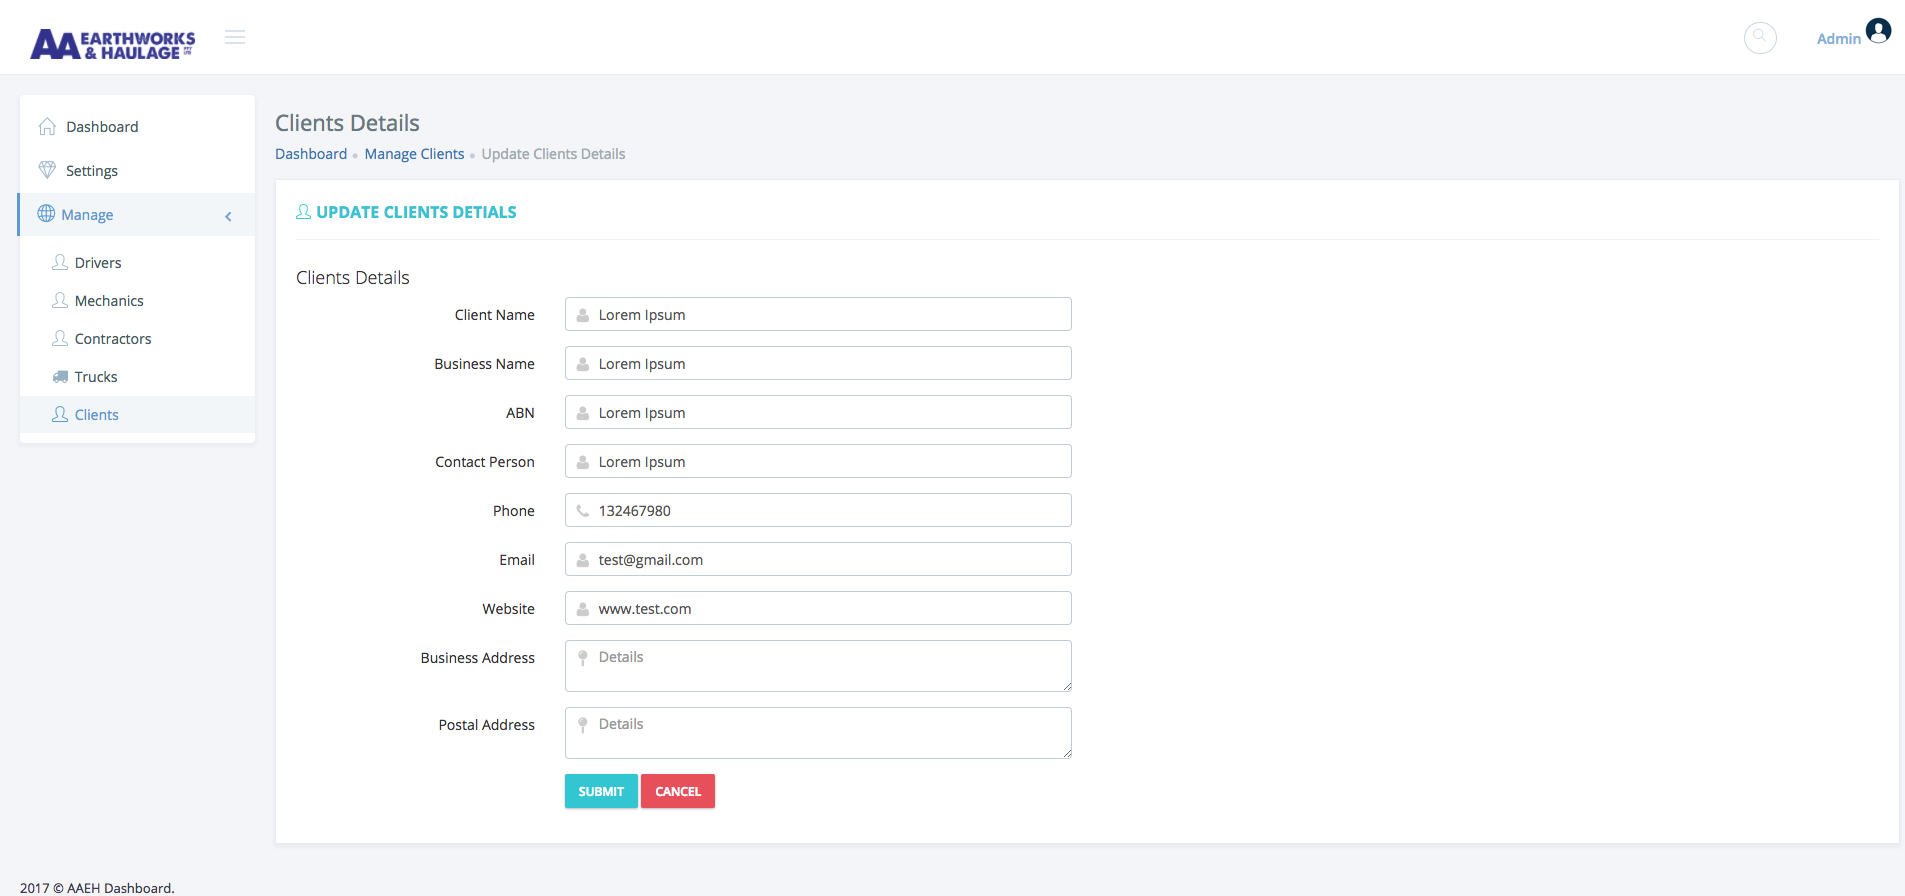 AA EARTHWORKS
& HAULAGE PTY LTD
Admin
Dashboard
Settings
Manage
Drivers
Mechanics
Contractors
Trucks
Clients
Clients Details
Dashboard Manage Clients Update Clients Details
UPDATE CLIENTS DETIALS
Clients Details
Client Name Lorem Ipsum
Business Name Lorem Ipsum
ABN Lorem Ipsum
Contact Person Lorem Ipsum
Phone 132467980
Email test@gmail.com
Website www.test.com
Business Address Details
Postal Address Details
SUBMIT CANCEL
2017 © AAEH Dashboard.